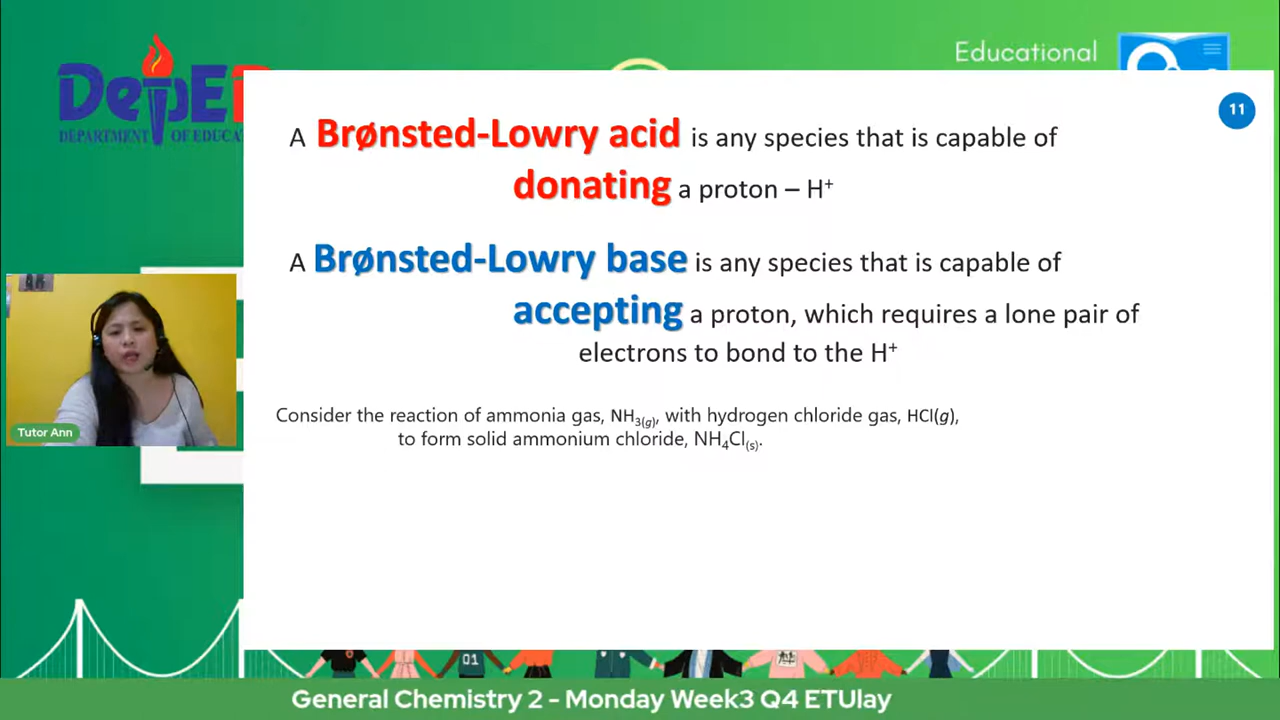 Educational
DepE
DEPARTMENT OF EDUCA
11
A Brønsted-Lowry acid is any species that is capable of
donating a proton – H⁺
A Brønsted-Lowry base is any species that is capable of
accepting a proton, which requires a lone pair of
electrons to bond to the H⁺
Consider the reaction of ammonia gas, NH₃(g), with hydrogen chloride gas, HCl(g),
to form solid ammonium chloride, NH₄Cl(s).
Tutor Ann
01
General Chemistry 2 - Monday Week3 Q4 ETUlay